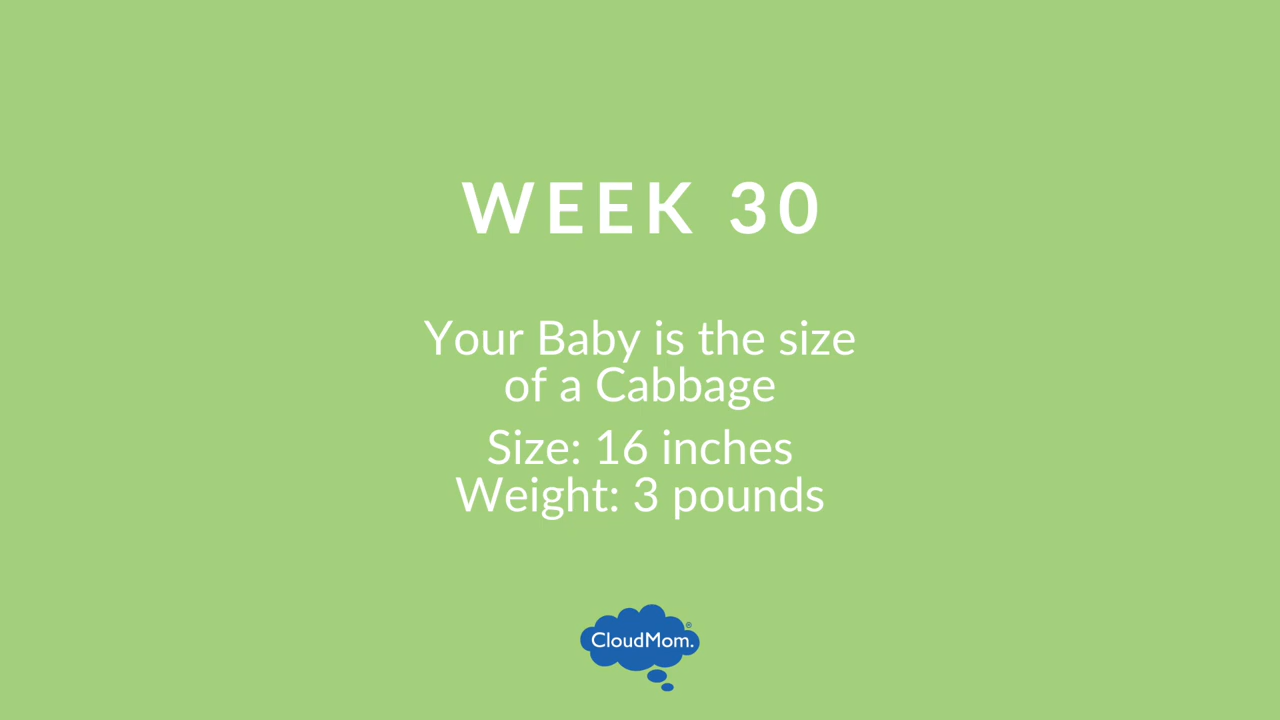 WEEK 30
Your Baby is the size
of a Cabbage
Size: 16 inches
Weight: 3 pounds
CloudMom.®